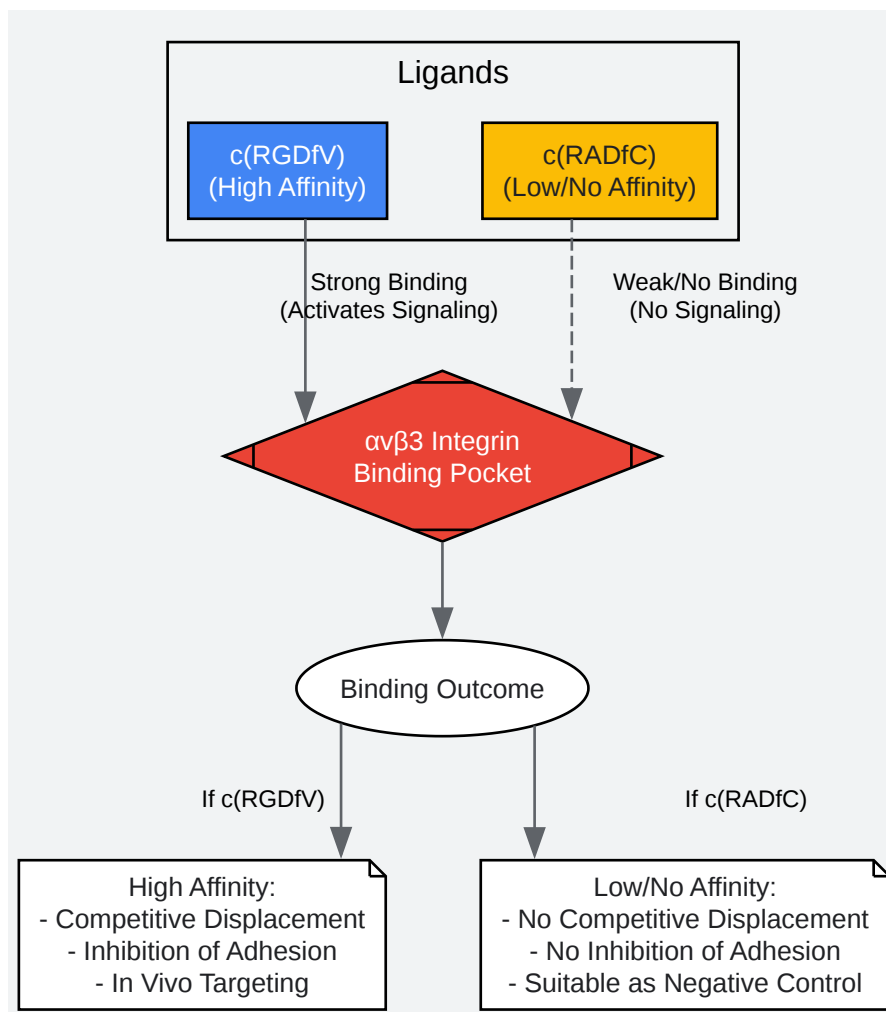 Ligands
c(RGDfV)
(High Affinity)
c(RADfC)
(Low/No Affinity)
Strong Binding
(Activates Signaling)
Weak/No Binding
(No Signaling)
αvβ3 Integrin
Binding Pocket
Binding Outcome
If c(RGDfV)
If c(RADfC)
High Affinity:
- Competitive Displacement
- Inhibition of Adhesion
- In Vivo Targeting
Low/No Affinity:
- No Competitive Displacement
- No Inhibition of Adhesion
- Suitable as Negative Control